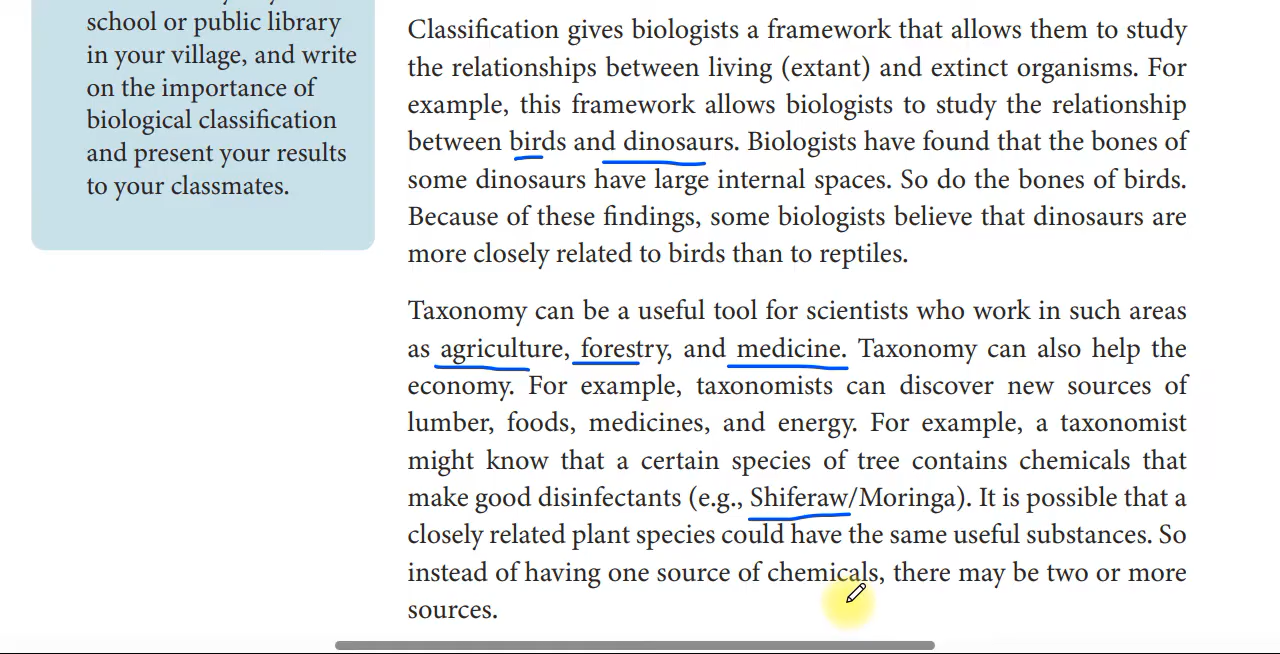 school or public library
in your village, and write
on the importance of
biological classification
and present your results
to your classmates.
Classification gives biologists a framework that allows them to study
the relationships between living (extant) and extinct organisms. For
example, this framework allows biologists to study the relationship
between birds and dinosaurs. Biologists have found that the bones of
some dinosaurs have large internal spaces. So do the bones of birds.
Because of these findings, some biologists believe that dinosaurs are
more closely related to birds than to reptiles.
Taxonomy can be a useful tool for scientists who work in such areas
as agriculture, forestry, and medicine. Taxonomy can also help the
economy. For example, taxonomists can discover new sources of
lumber, foods, medicines, and energy. For example, a taxonomist
might know that a certain species of tree contains chemicals that
make good disinfectants (e.g., Shiferaw/Moringa). It is possible that a
closely related plant species could have the same useful substances. So
instead of having one source of chemicals, there may be two or more
sources.